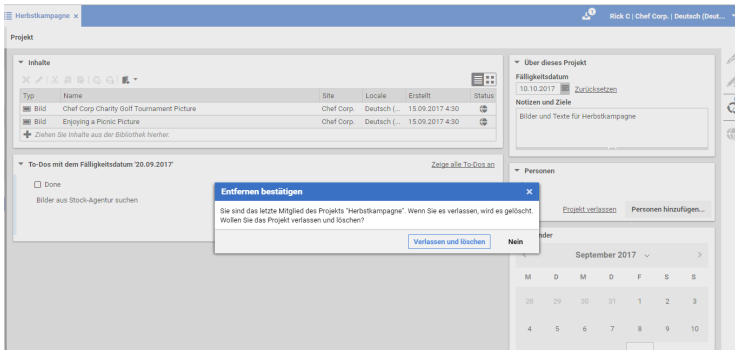 Herbstkampagne ×
1
Rick C | Chef Corp. | Deutsch (Deut...
Projekt
Inhalte
Typ Name Site Locale Erstellt Status
Bild Chef Corp Charity Golf Tournament Picture Chef Corp. Deutsch (... 15.09.2017 4:30
Bild Enjoying a Picnic Picture Chef Corp. Deutsch (... 15.09.2017 4:30
Ziehen Sie Inhalte aus der Bibliothek hierher.
To-Dos mit dem Fälligkeitsdatum '20.09.2017' Zeige alle To-Dos an
Done
Bilder aus Stock-Agentur suchen
Über dieses Projekt
Fälligkeitsdatum
10.10.2017 Zurücksetzen
Notizen und Ziele
Bilder und Texte für Herbstkampagne
Personen
Projekt verlassen Personen hinzufügen...
Entfernen bestätigen ×
Sie sind das letzte Mitglied des Projekts "Herbstkampagne". Wenn Sie es verlassen, wird es gelöscht.
Wollen Sie das Projekt verlassen und löschen?
Verlassen und löschen Nein
September 2017
M D M D F S S
28 29 30 31 1 2 3
4 5 6 7 8 9 10